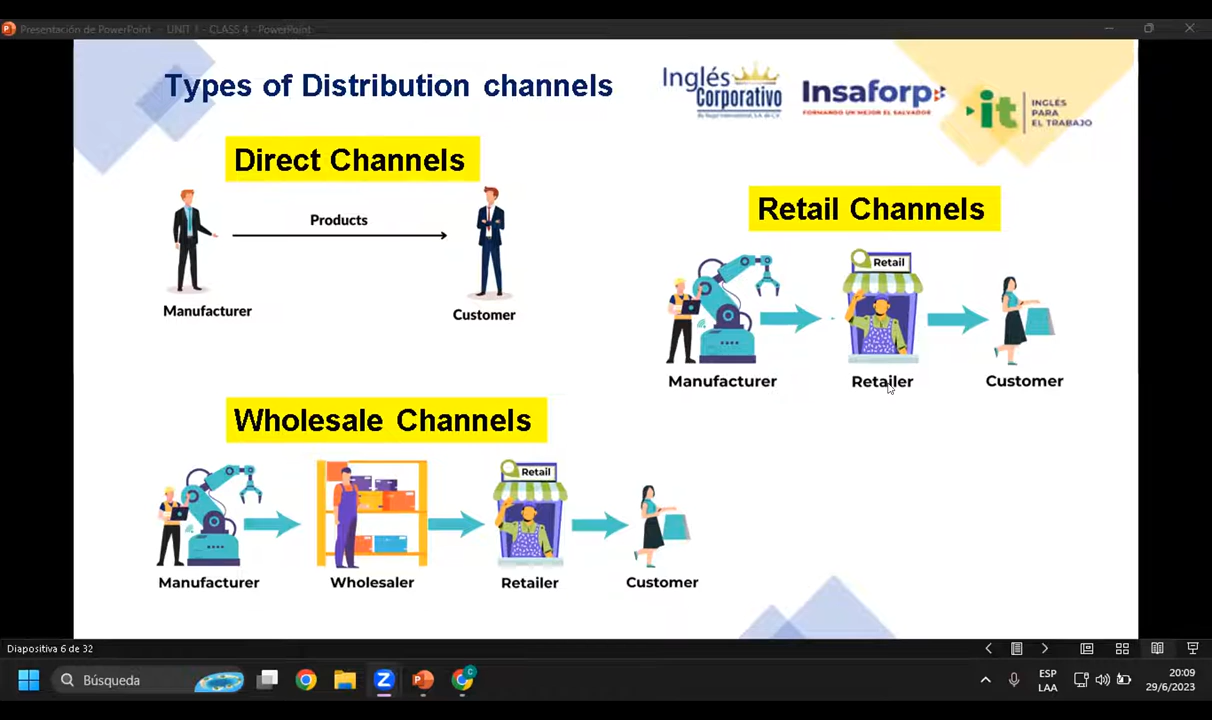 Presentación de PowerPoint - UNIT I - CLASS 4 - PowerPoint
Types of Distribution channels
Inglés
Corporativo
Insaforp
FORMANDO UN MEJOR EL SALVADOR
it
INGLÉS
PARA
EL TRABAJO
Direct Channels
Products
Manufacturer
Customer
Retail Channels
Retail
Manufacturer
Retailer
Customer
Wholesale Channels
Retail
Manufacturer
Wholesaler
Retailer
Customer
Diapositiva 6 de 32
Búsqueda
ESP
LAA
20:09
29/6/2023